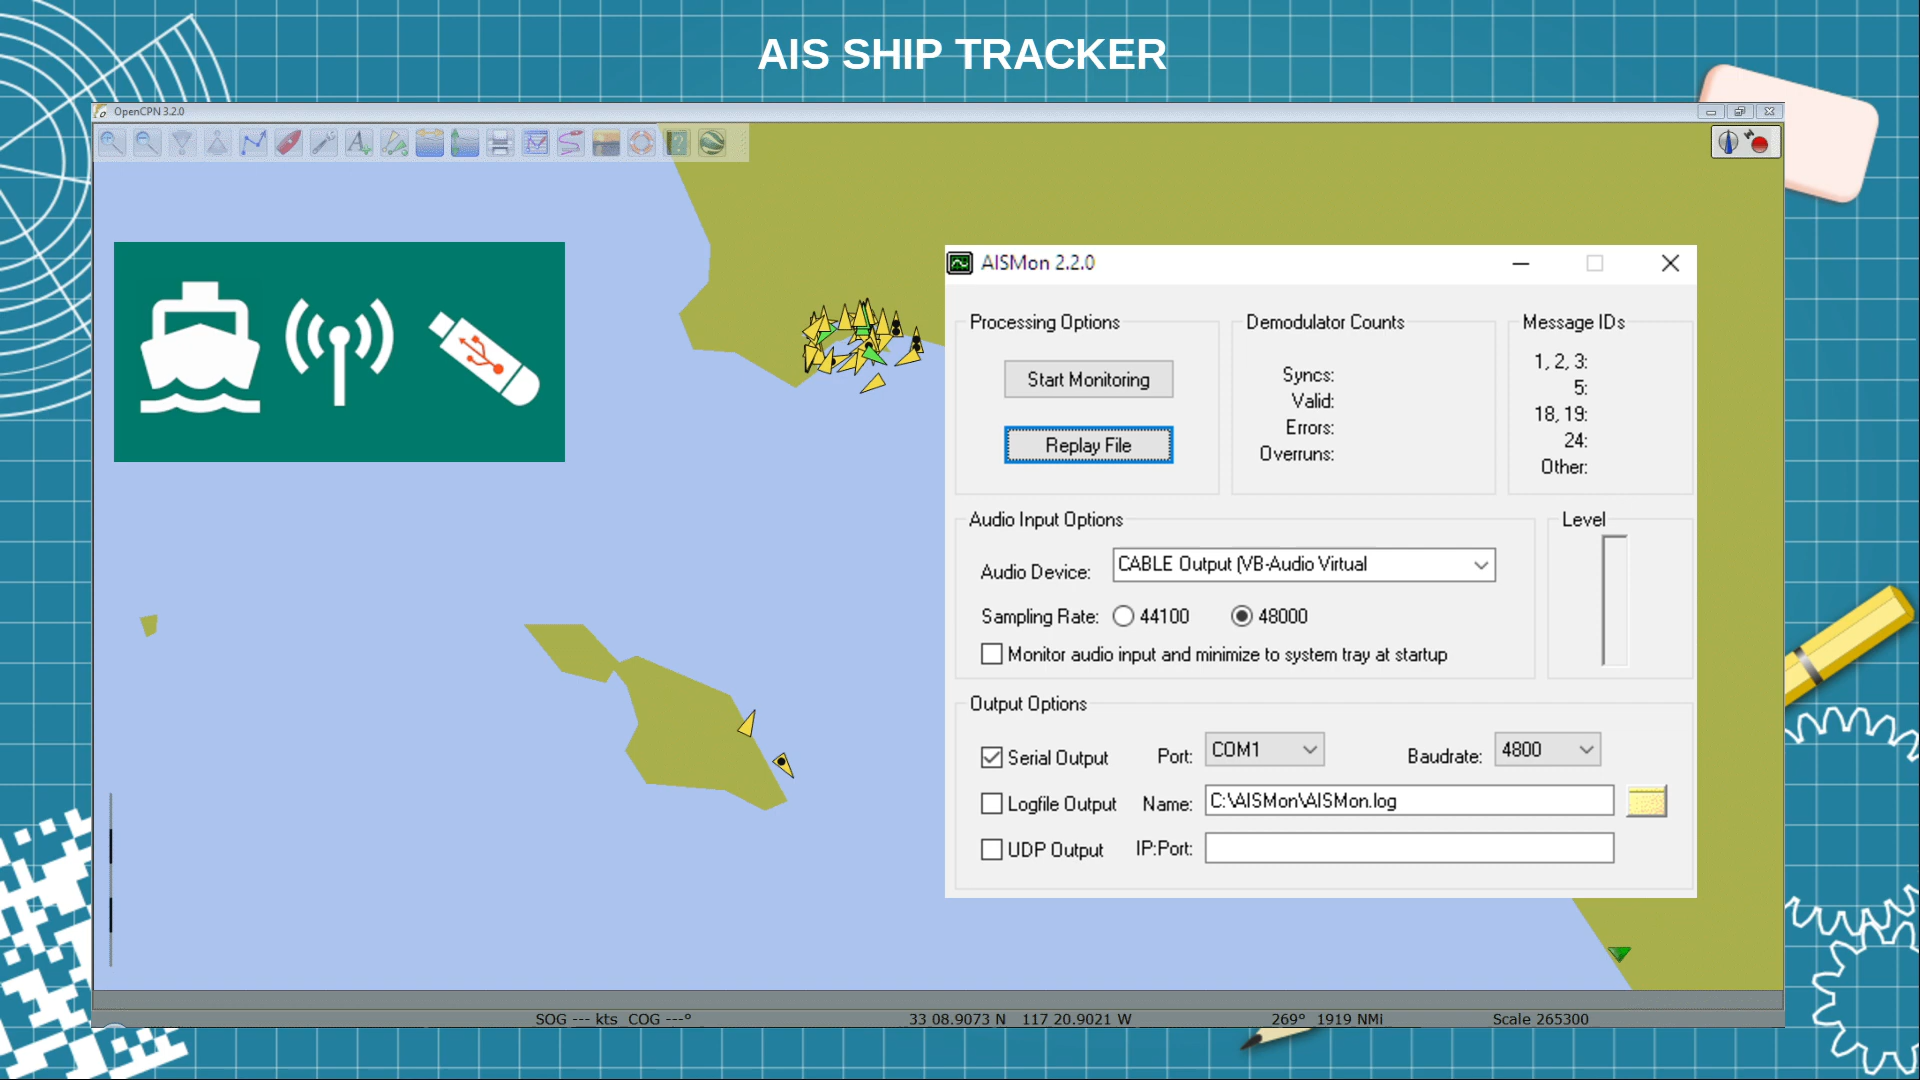 AIS SHIP TRACKER
OpenCPN 3.2.0
AISMon 2.2.0
Processing Options
Start Monitoring
Replay File
Demodulator Counts
Syncs:
Valid:
Errors:
Overruns:
Message IDs
1, 2, 3:
5:
18, 19:
24:
Other:
Audio Input Options
Audio Device: CABLE Output (VB-Audio Virtual
Sampling Rate: 44100 48000
Monitor audio input and minimize to system tray at startup
Level
Output Options
Serial Output Port: COM1 Baudrate: 4800
Logfile Output Name: C:\AISMon\AISMon.log
UDP Output IP:Port:
SOG --- kts COG ---° 33 08.9073 N 117 20.9021 W 269° 1919 NMi Scale 265300